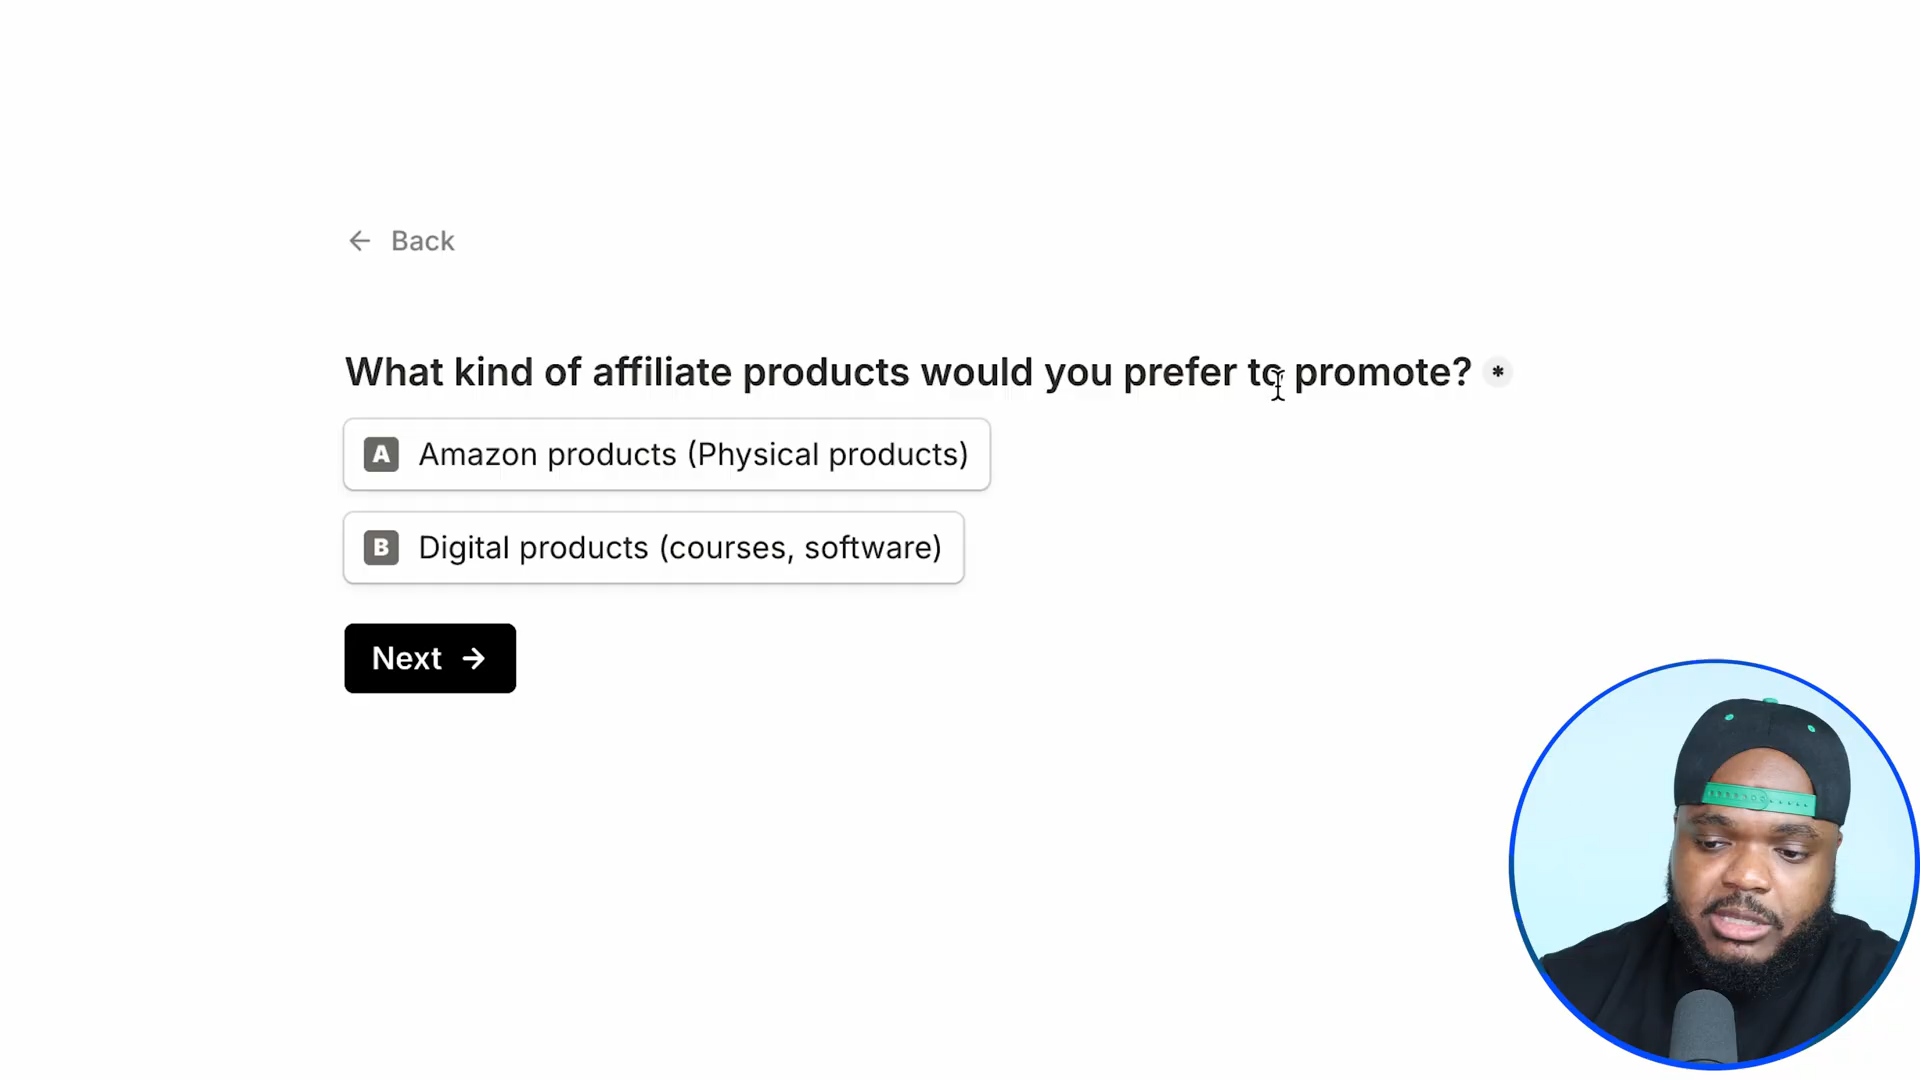 ← Back
What kind of affiliate products would you prefer to promote? *
A Amazon products (Physical products)
B Digital products (courses, software)
Next →